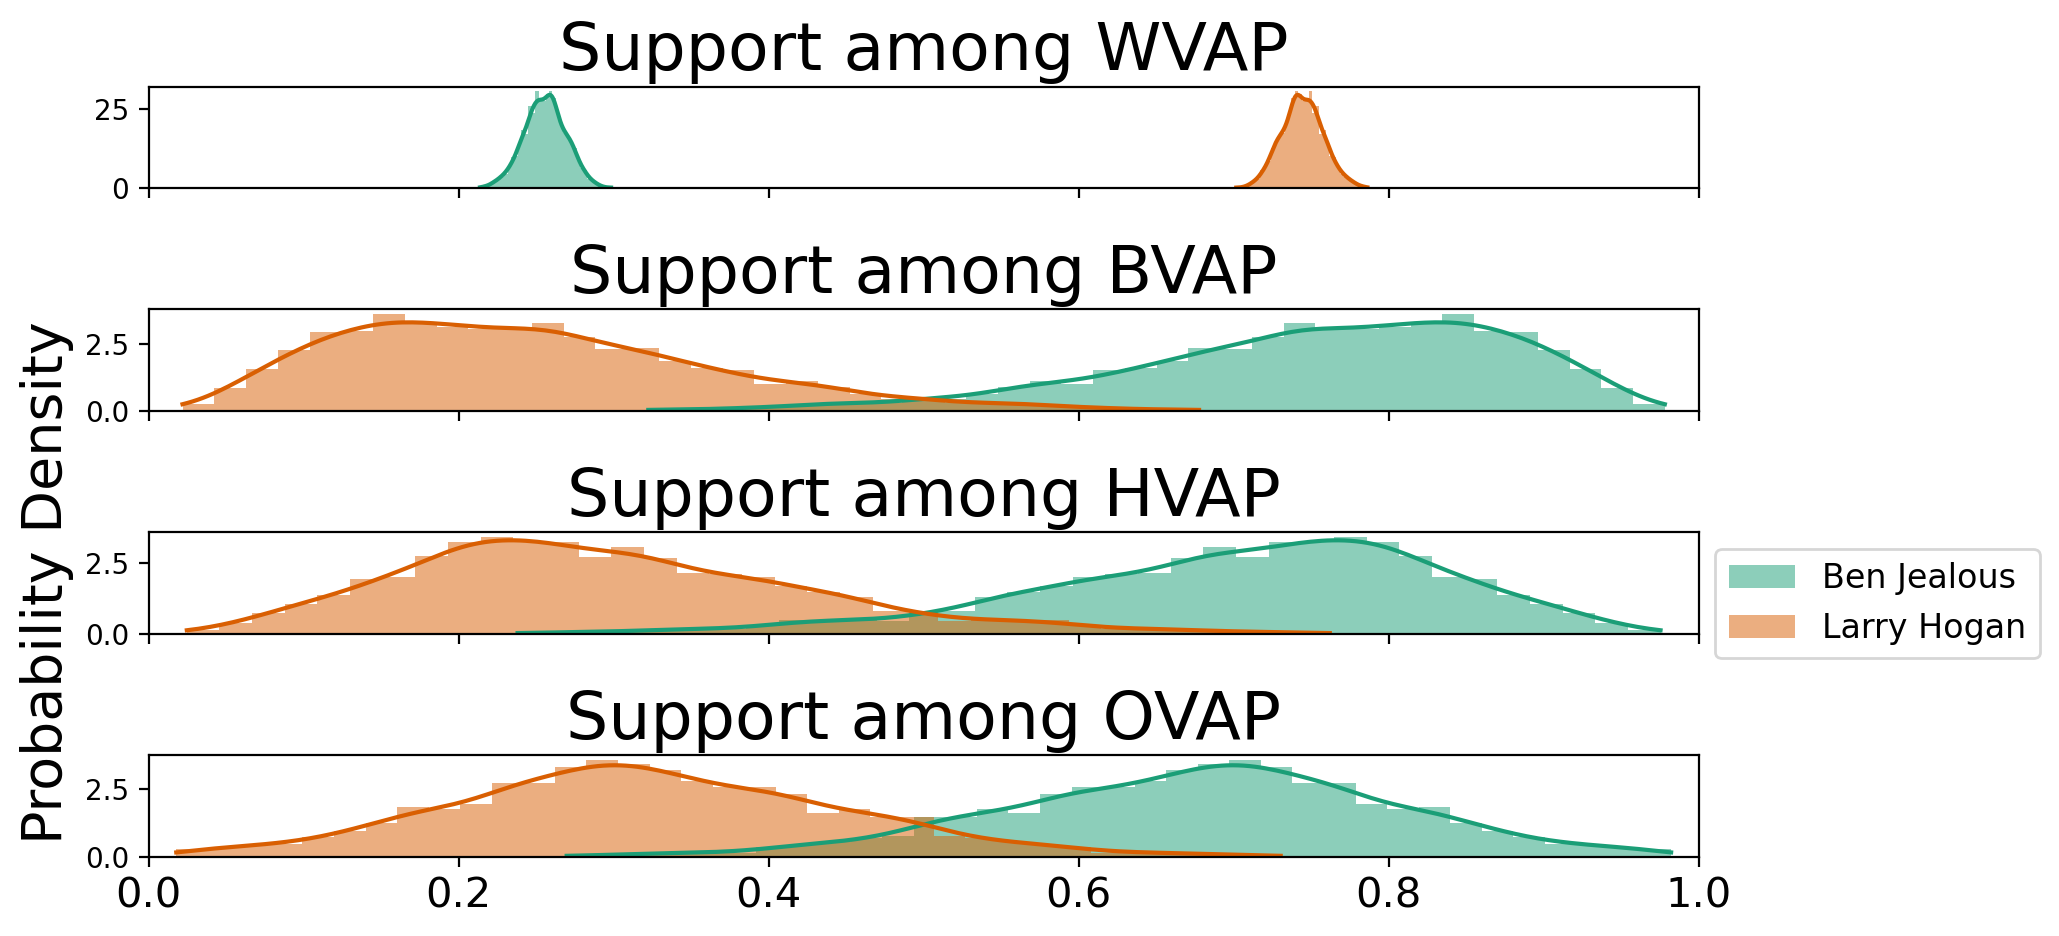 Support among WVAP
25
0
Support among BVAP
2.5
0.0
Support among HVAP
2.5
0.0
Support among OVAP
2.5
0.0
0.0 0.2 0.4 0.6 0.8 1.0
Probability Density
Ben Jealous
Larry Hogan